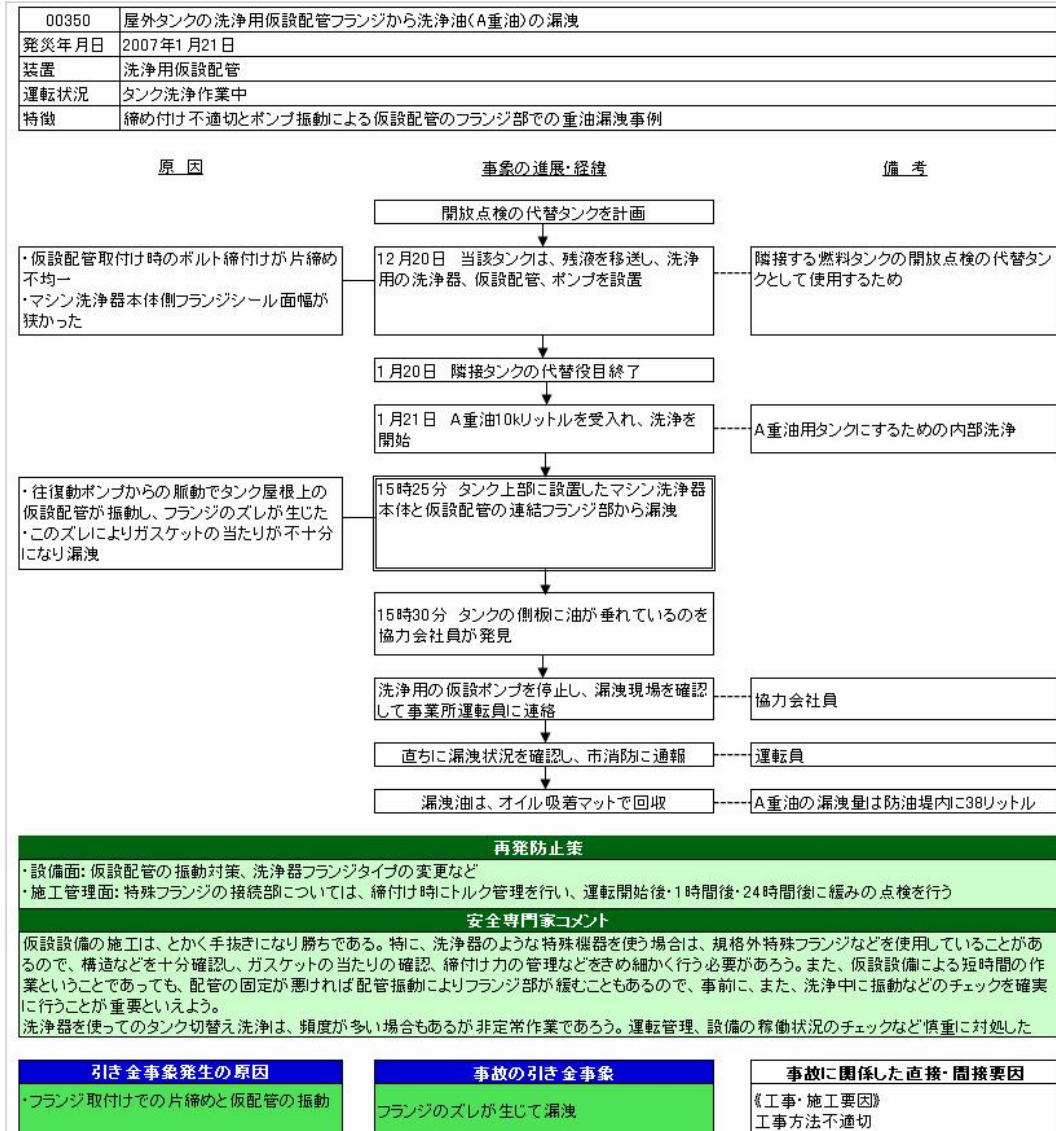 00350 屋外タンクの洗浄用仮設配管フランジから洗浄油(A重油)の漏洩
発災年月日 2007年1月21日
装置 洗浄用仮設配管
運転状況 タンク洗浄作業中
特徴 締め付け不適切とポンプ振動による仮設配管のフランジ部での重油漏洩事例
原 因 事象の進展・経緯 備 考
開放点検の代替タンクを計画
・仮設配管取付け時のボルト締付けが片締め
不均一
・マシン洗浄器本体側フランジシール面幅が
狭かった
12月20日 当該タンクは、残液を移送し、洗浄
用の洗浄器、仮設配管、ポンプを設置
隣接する燃料タンクの開放点検の代替タン
クとして使用するため
1月20日 隣接タンクの代替役目終了
1月21日 A重油10kリットルを受入れ、洗浄を
開始
A重油用タンクにするための内部洗浄
・往復動ポンプからの脈動でタンク屋根上の
仮設配管が振動し、フランジのズレが生じた
・このズレによりガスケットの当たりが不十分
になり漏洩
15時25分 タンク上部に設置したマシン洗浄器
本体と仮設配管の連結フランジ部から漏洩
15時30分 タンクの側板に油が垂れているのを
協力会社員が発見
洗浄用の仮設ポンプを停止し、漏洩現場を確認
して事業所運転員に連絡
協力会社員
直ちに漏洩状況を確認し、市消防に通報
運転員
漏洩油は、オイル吸着マットで回収
A重油の漏洩量は防油堤内に38リットル
再発防止策
・設備面:仮設配管の振動対策、洗浄器フランジタイプの変更など
・施工管理面:特殊フランジの接続部については、締付け時にトルク管理を行い、運転開始後・1時間後・24時間後に緩みの点検を行う
安全専門家コメント
仮設設備の施工は、とかく手抜きになり勝ちである。特に、洗浄器のような特殊機器を使う場合は、規格外特殊フランジなどを使用していることがあ
るので、構造などを十分確認し、ガスケットの当たりの確認、締付け力の管理などをきめ細かく行う必要があろう。また、仮設設備による短時間の作
業ということであっても、配管の固定が悪ければ配管振動によりフランジ部が緩むこともあるので、事前に、また、洗浄中に振動などのチェックを確実
に行うことが重要といえよう。
洗浄器を使ってのタンク切替え洗浄は、頻度が多い場合もあるが非定常作業であろう。運転管理、設備の稼働状況のチェックなど慎重に対処した
引き金事象発生の原因
・フランジ取付けでの片締めと仮配管の振動
事故の引き金事象
フランジのズレが生じて漏洩
事故に関係した直接・間接要因
《工事・施工要因》
工事方法不適切